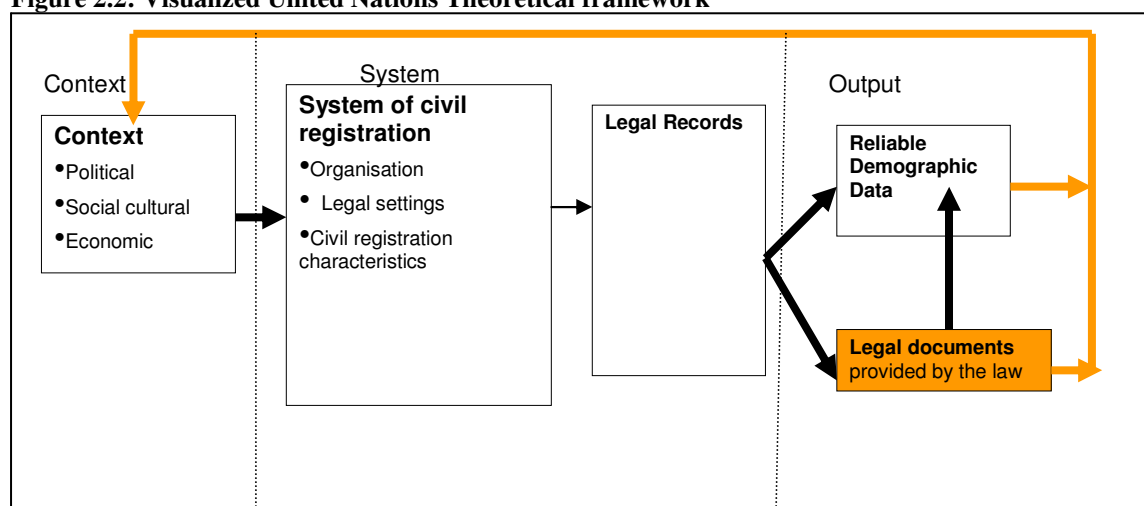 Figure 2.2: Visualized United Nations Theoretical framework
Context
System
Output
Context
•Political
•Social cultural
•Economic
System of civil
registration
•Organisation
• Legal settings
•Civil registration
characteristics
Legal Records
Reliable
Demographic
Data
Legal documents
provided by the law